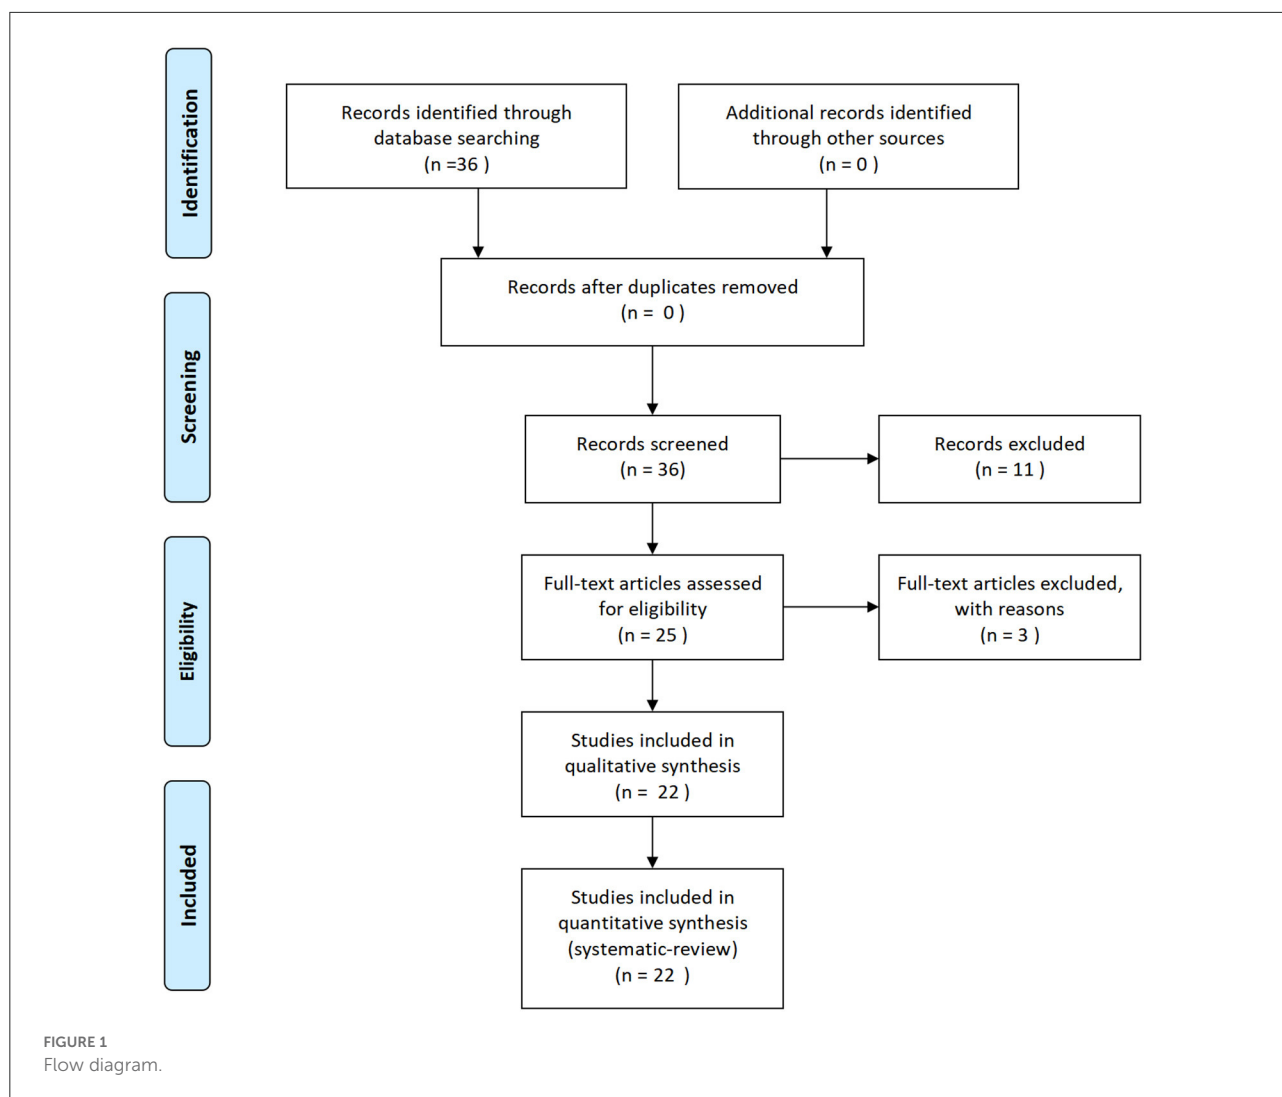 Identification
Records identified through
database searching
(n =36 )
Additional records identified
through other sources
(n = 0 )
Records after duplicates removed
(n =  0 )
Screening
Records screened
(n = 36)
Records excluded
(n = 11 )
Eligibility
Full-text articles assessed
for eligibility
(n = 25 )
Full-text articles excluded,
with reasons
(n = 3 )
Studies included in
qualitative synthesis
(n =  22 )
Included
Studies included in
quantitative synthesis
(systematic-review)
(n = 22  )
FIGURE 1
Flow diagram.